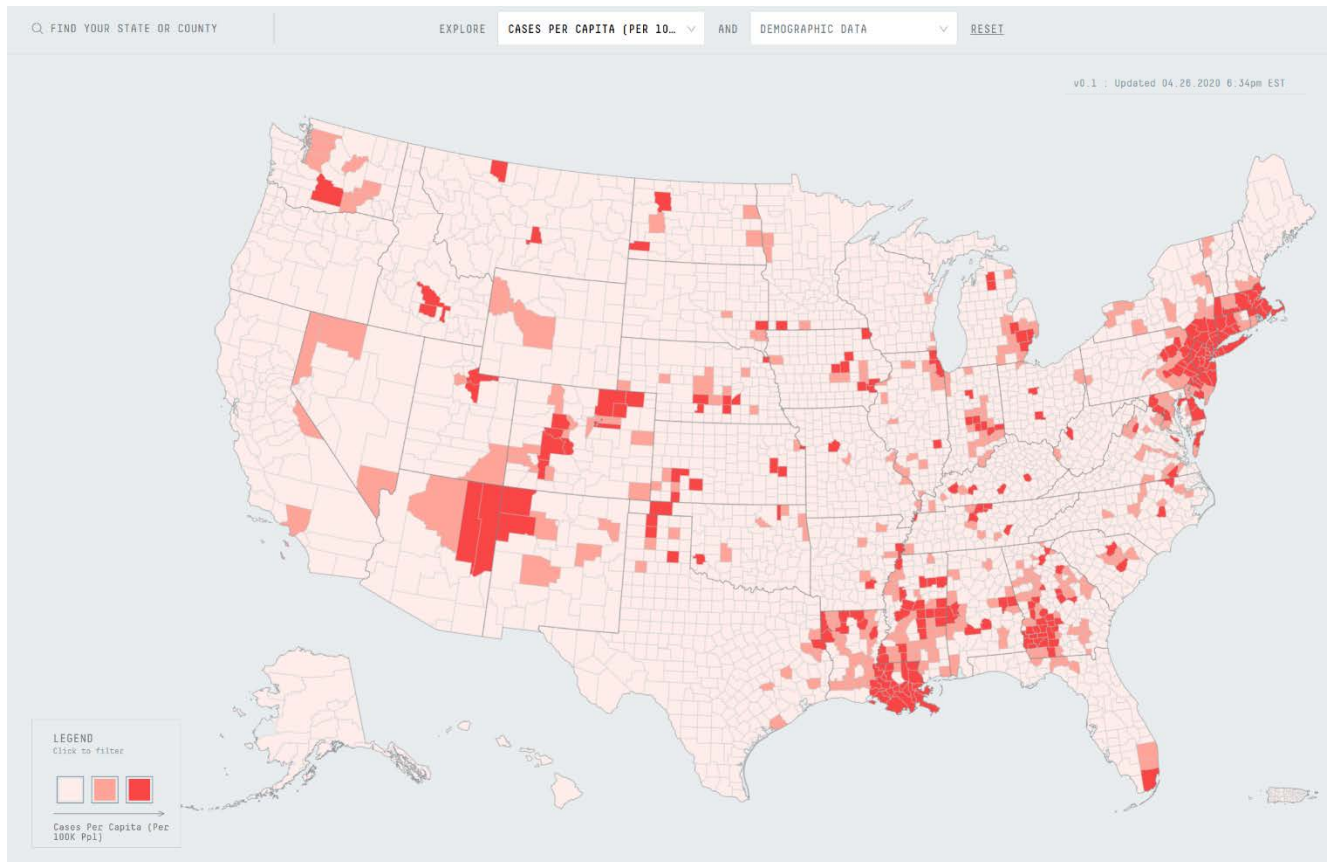 FIND YOUR STATE OR COUNTY
EXPLORE CASES PER CAPITA (PER 10... AND DEMOGRAPHIC DATA RESET
v0.1 : Updated 04.26.2020 6:34pm EST
LEGEND
Click to filter
Cases Per Capita (Per
100K Ppl)